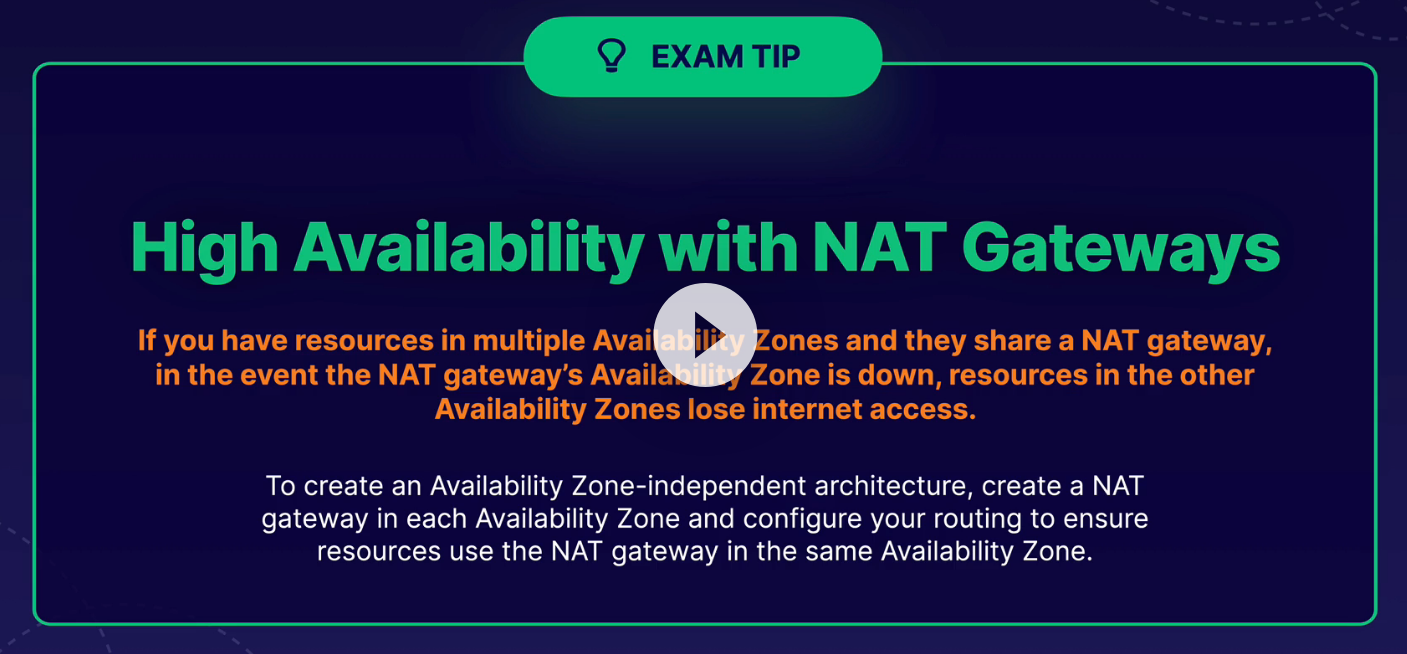 EXAM TIP
High Availability with NAT Gateways
If you have resources in multiple Availability Zones and they share a NAT gateway,
in the event the NAT gateway’s Availability Zone is down, resources in the other
Availability Zones lose internet access.
To create an Availability Zone-independent architecture, create a NAT
gateway in each Availability Zone and configure your routing to ensure
resources use the NAT gateway in the same Availability Zone.